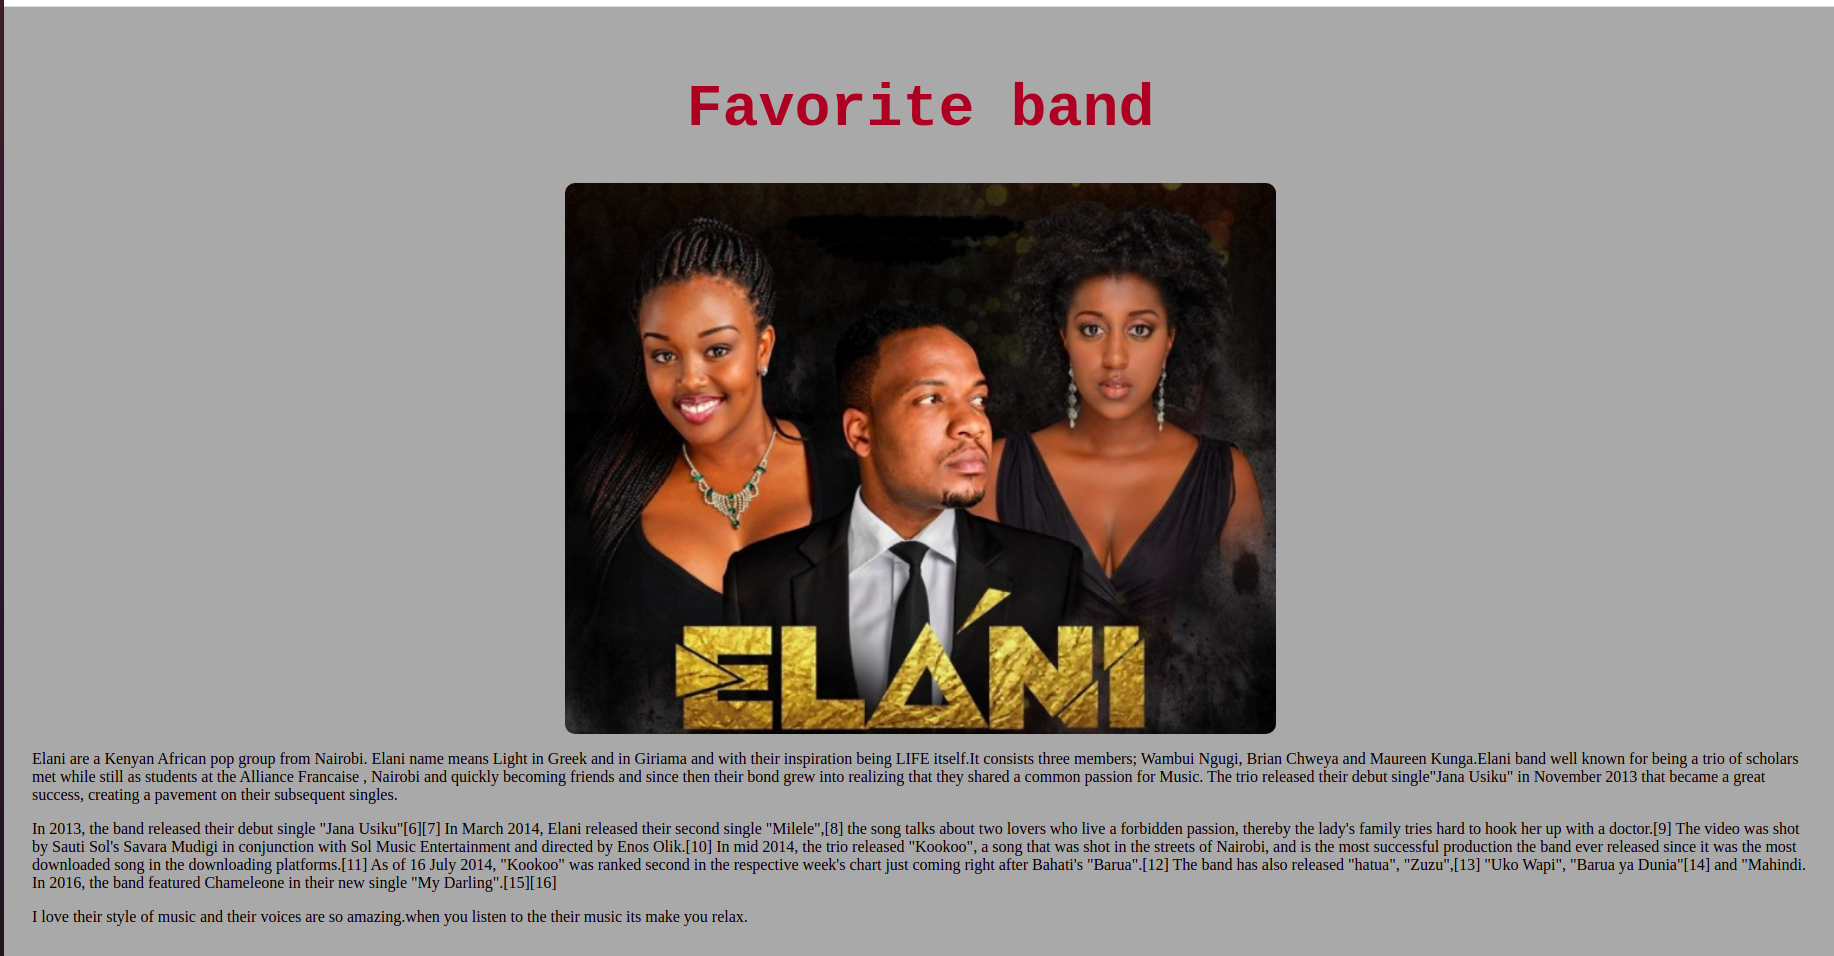 Favorite band
ELÁNI
Elani are a Kenyan African pop group from Nairobi. Elani name means Light in Greek and in Giriama and with their inspiration being LIFE itself.It consists three members; Wambui Ngugi, Brian Chweya and Maureen Kunga.Elani band well known for being a trio of scholars
met while still as students at the Alliance Francaise , Nairobi and quickly becoming friends and since then their bond grew into realizing that they shared a common passion for Music. The trio released their debut single"Jana Usiku" in November 2013 that became a great
success, creating a pavement on their subsequent singles.
In 2013, the band released their debut single "Jana Usiku"[6][7] In March 2014, Elani released their second single "Milele",[8] the song talks about two lovers who live a forbidden passion, thereby the lady's family tries hard to hook her up with a doctor.[9] The video was shot
by Sauti Sol's Savara Mudigi in conjunction with Sol Music Entertainment and directed by Enos Olik.[10] In mid 2014, the trio released "Kookoo", a song that was shot in the streets of Nairobi, and is the most successful production the band ever released since it was the most
downloaded song in the downloading platforms.[11] As of 16 July 2014, "Kookoo" was ranked second in the respective week's chart just coming right after Bahati's "Barua".[12] The band has also released "hatua", "Zuzu",[13] "Uko Wapi", "Barua ya Dunia"[14] and "Mahindi.
In 2016, the band featured Chameleone in their new single "My Darling".[15][16]
I love their style of music and their voices are so amazing.when you listen to the their music its make you relax.